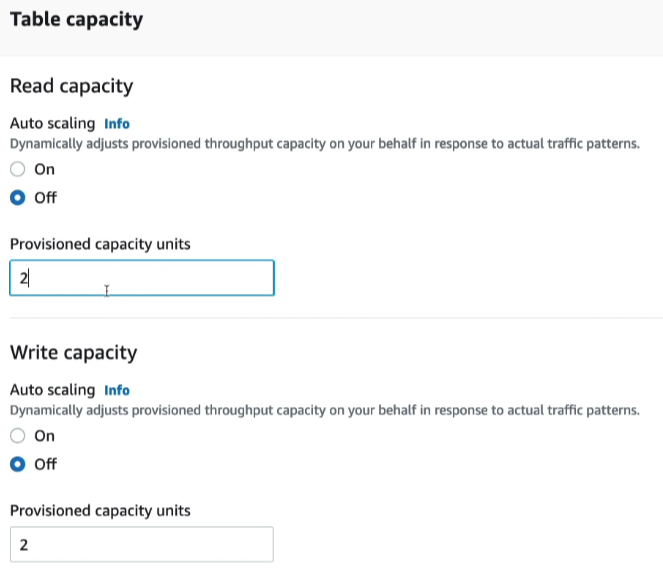 Table capacity
Read capacity
Auto scaling Info
Dynamically adjusts provisioned throughput capacity on your behalf in response to actual traffic patterns.
On
Off
Provisioned capacity units
2
Write capacity
Auto scaling Info
Dynamically adjusts provisioned throughput capacity on your behalf in response to actual traffic patterns.
On
Off
Provisioned capacity units
2